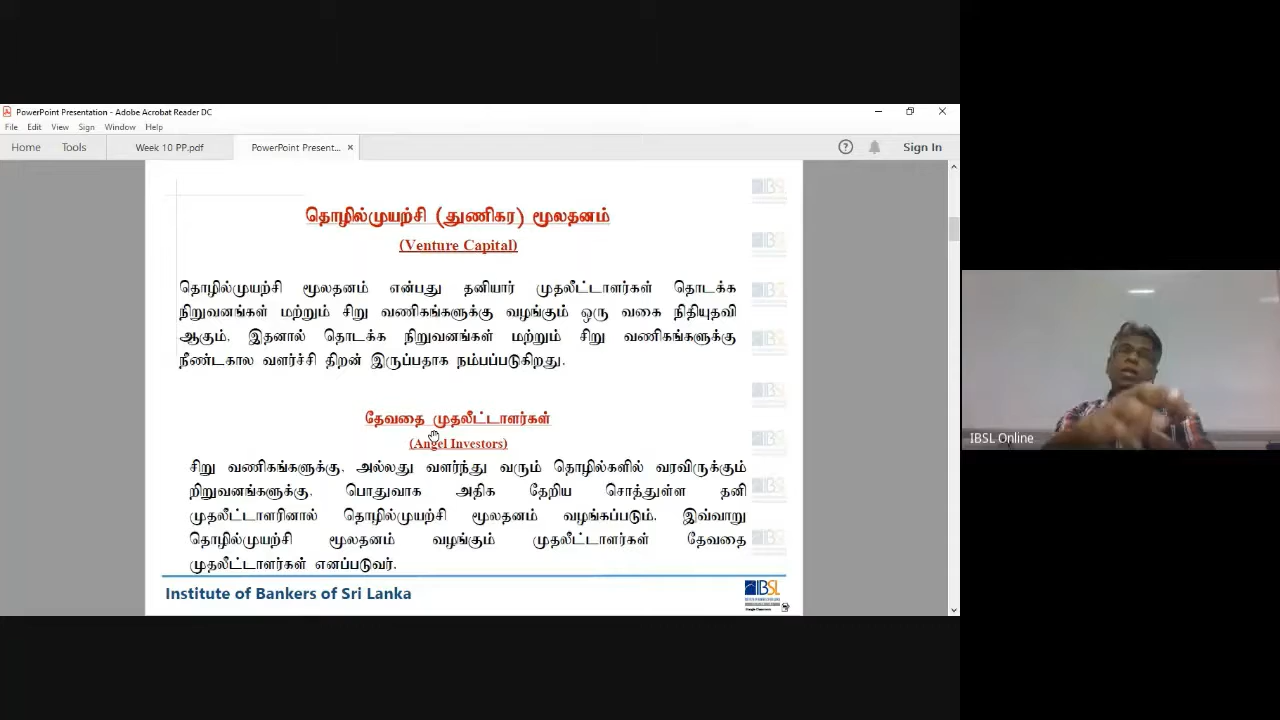 PowerPoint Presentation - Adobe Acrobat Reader DC
File Edit View Sign Window Help
Home Tools Week 10 PP.pdf PowerPoint Present... × Sign In
தொழில்முயற்சி (துணிகர) மூலதனம்
(Venture Capital)
தொழில்முயற்சி மூலதனம் என்பது தனியார் முதலீட்டாளர்கள் தொடக்க
நிறுவனங்கள் மற்றும் சிறு வணிகங்களுக்கு வழங்கும் ஒரு வகை நிதியுதவி
ஆகும். இதனால் தொடக்க நிறுவனங்கள் மற்றும் சிறு வணிகங்களுக்கு
நீண்டகால வளர்ச்சி திறன் இருப்பதாக நம்பப்படுகிறது.
தேவதை முதலீட்டாளர்கள்
(Angel Investors)
சிறு வணிகங்களுக்கு, அல்லது வளர்ந்து வரும் தொழில்களில் வரவிருக்கும்
றிறுவனங்களுக்கு, பொதுவாக அதிக தேறிய சொத்துள்ள தனி
முதலீட்டாளரினால் தொழில்முயற்சி மூலதனம் வழங்கப்படும். இவ்வாறு
தொழில்முயற்சி மூலதனம் வழங்கும் முதலீட்டாளர்கள் தேவதை
முதலீட்டாளர்கள் எனப்படுவர்.
Institute of Bankers of Sri Lanka
IBSL
IBSL Online